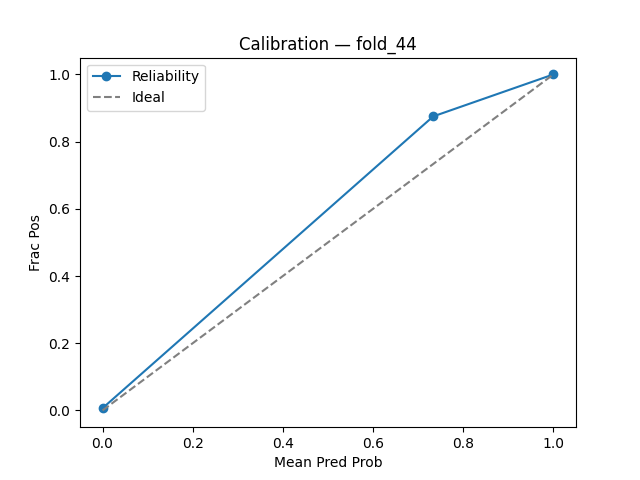 Calibration — fold_44
Reliability
Ideal
1.0
0.8
0.6
0.4
0.2
0.0
Frac Pos
0.0 0.2 0.4 0.6 0.8 1.0
Mean Pred Prob